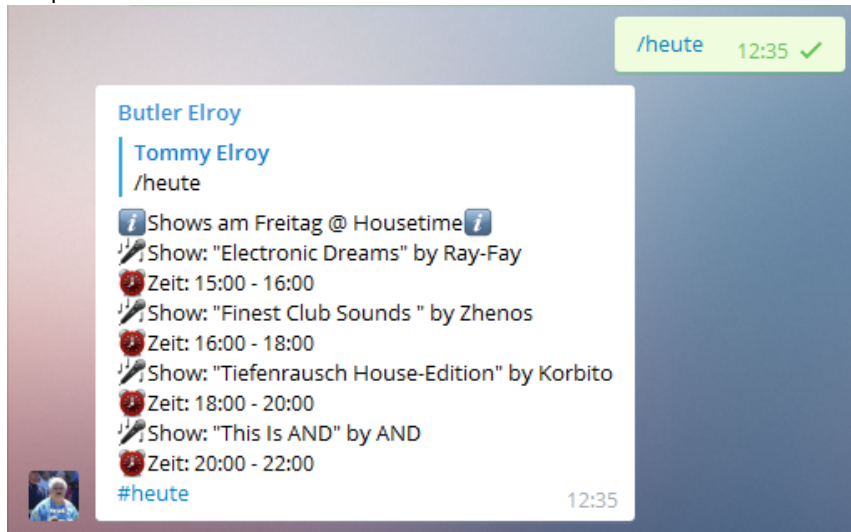 /heute 12:35
Butler Elroy
Tommy Elroy
/heute
Shows am Freitag @ Housetime
Show: "Electronic Dreams" by Ray-Fay
Zeit: 15:00 - 16:00
Show: "Finest Club Sounds " by Zhenos
Zeit: 16:00 - 18:00
Show: "Tiefenrausch House-Edition" by Korbito
Zeit: 18:00 - 20:00
Show: "This Is AND" by AND
Zeit: 20:00 - 22:00
#heute 12:35